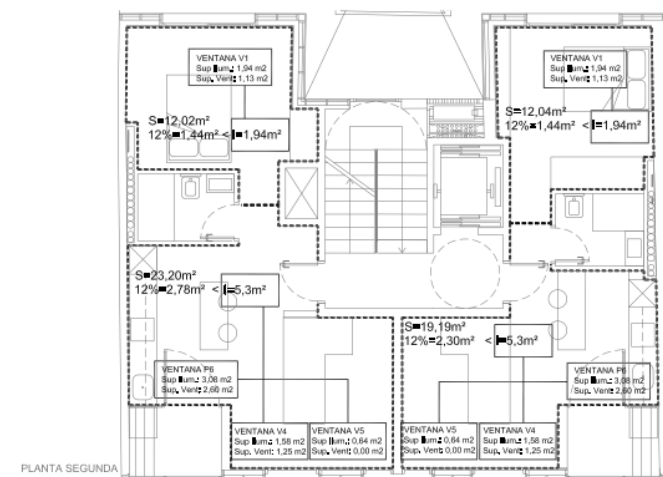 VENTANA V1
Sup Ilum.: 1,94 m2
Sup. Vent: 1,13 m2
VENTANA V1
Sup Ilum.: 1,94 m2
Sup. Vent: 1,13 m2
S=12,02m²
12%=1,44m² < I=1,94m²
S=12,04m²
12%=1,44m² < I=1,94m²
S=23,20m²
12%=2,78m² < I=5,3m²
S=19,19m²
12%=2,30m² < I=5,3m²
VENTANA P6
Sup Ilum.: 3,08 m2
Sup. Vent: 2,60 m2
VENTANA P6
Sup Ilum.: 3,08 m2
Sup. Vent: 2,60 m2
VENTANA V4
Sup Ilum.: 1,58 m2
Sup. Vent: 1,25 m2
VENTANA V5
Sup Ilum.: 0,64 m2
Sup. Vent: 0,00 m2
VENTANA V5
Sup Ilum.: 0,64 m2
Sup. Vent: 0,00 m2
VENTANA V4
Sup Ilum.: 1,58 m2
Sup. Vent: 1,25 m2
PLANTA SEGUNDA